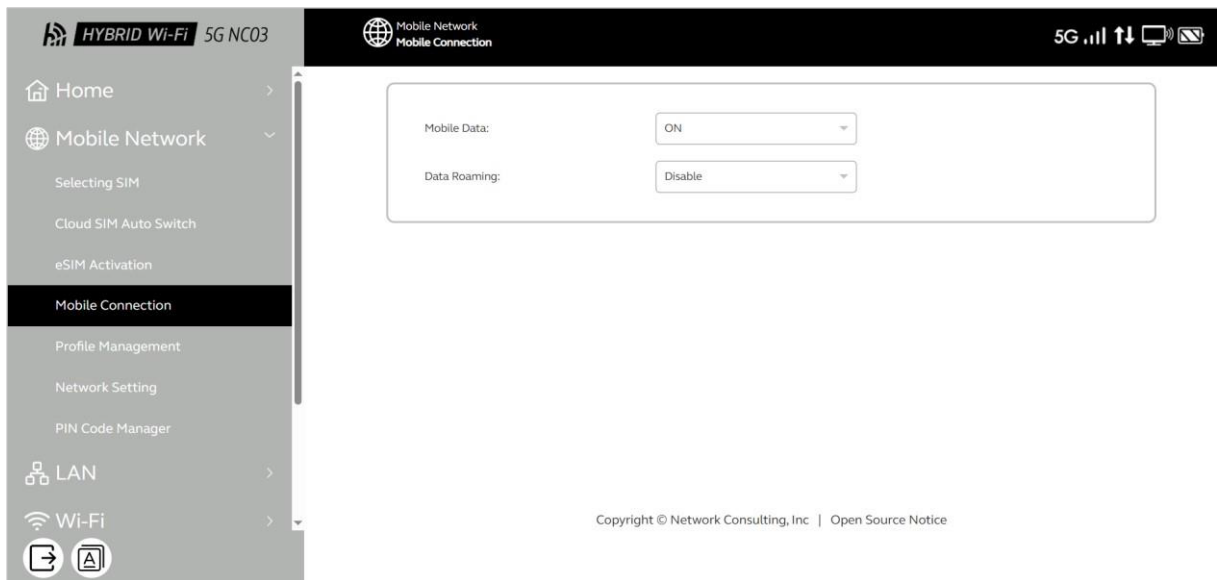 HYBRID Wi-Fi 5G NC03
Mobile Network
Mobile Connection
5G
Home
Mobile Network
Selecting SIM
Cloud SIM Auto Switch
eSIM Activation
Mobile Connection
Profile Management
Network Setting
PIN Code Manager
LAN
Wi-Fi
A
Mobile Data: ON
Data Roaming: Disable
Copyright © Network Consulting, Inc | Open Source Notice